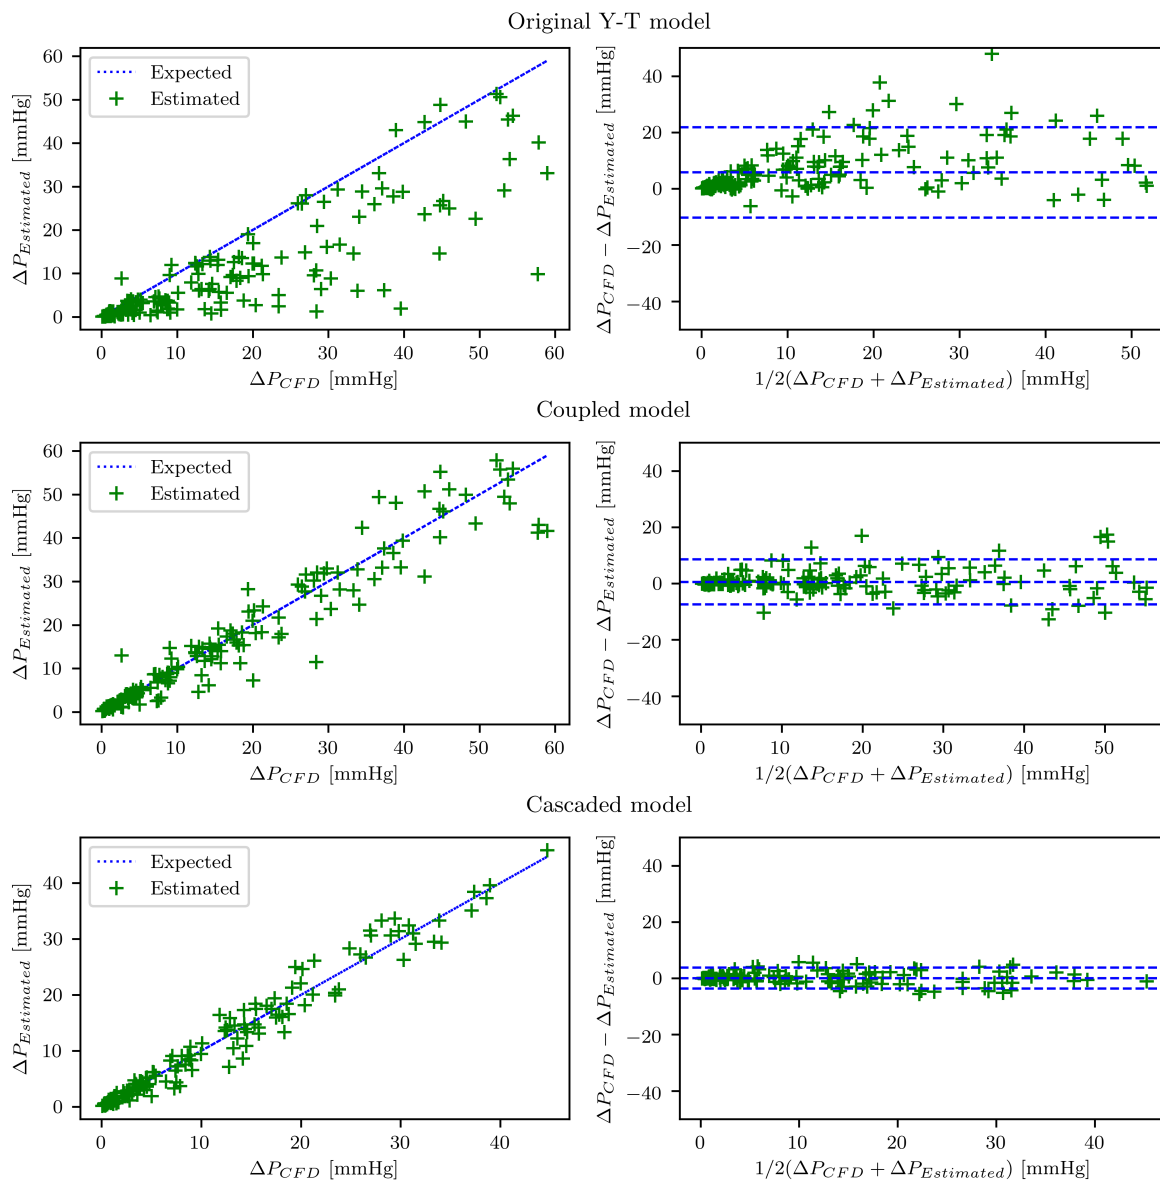 Original Y-T model
ΔP_Estimated [mmHg]
60
50
40
30
20
10
0
Expected
Estimated
0 10 20 30 40 50 60
ΔP_CFD [mmHg]
ΔP_CFD − ΔP_Estimated [mmHg]
40
20
0
−20
−40
0 10 20 30 40 50
1/2(ΔP_CFD + ΔP_Estimated) [mmHg]
Coupled model
ΔP_Estimated [mmHg]
60
50
40
30
20
10
0
Expected
Estimated
0 10 20 30 40 50 60
ΔP_CFD [mmHg]
ΔP_CFD − ΔP_Estimated [mmHg]
40
20
0
−20
−40
0 10 20 30 40 50
1/2(ΔP_CFD + ΔP_Estimated) [mmHg]
Cascaded model
ΔP_Estimated [mmHg]
40
30
20
10
0
Expected
Estimated
0 10 20 30 40
ΔP_CFD [mmHg]
ΔP_CFD − ΔP_Estimated [mmHg]
40
20
0
−20
−40
0 10 20 30 40
1/2(ΔP_CFD + ΔP_Estimated) [mmHg]